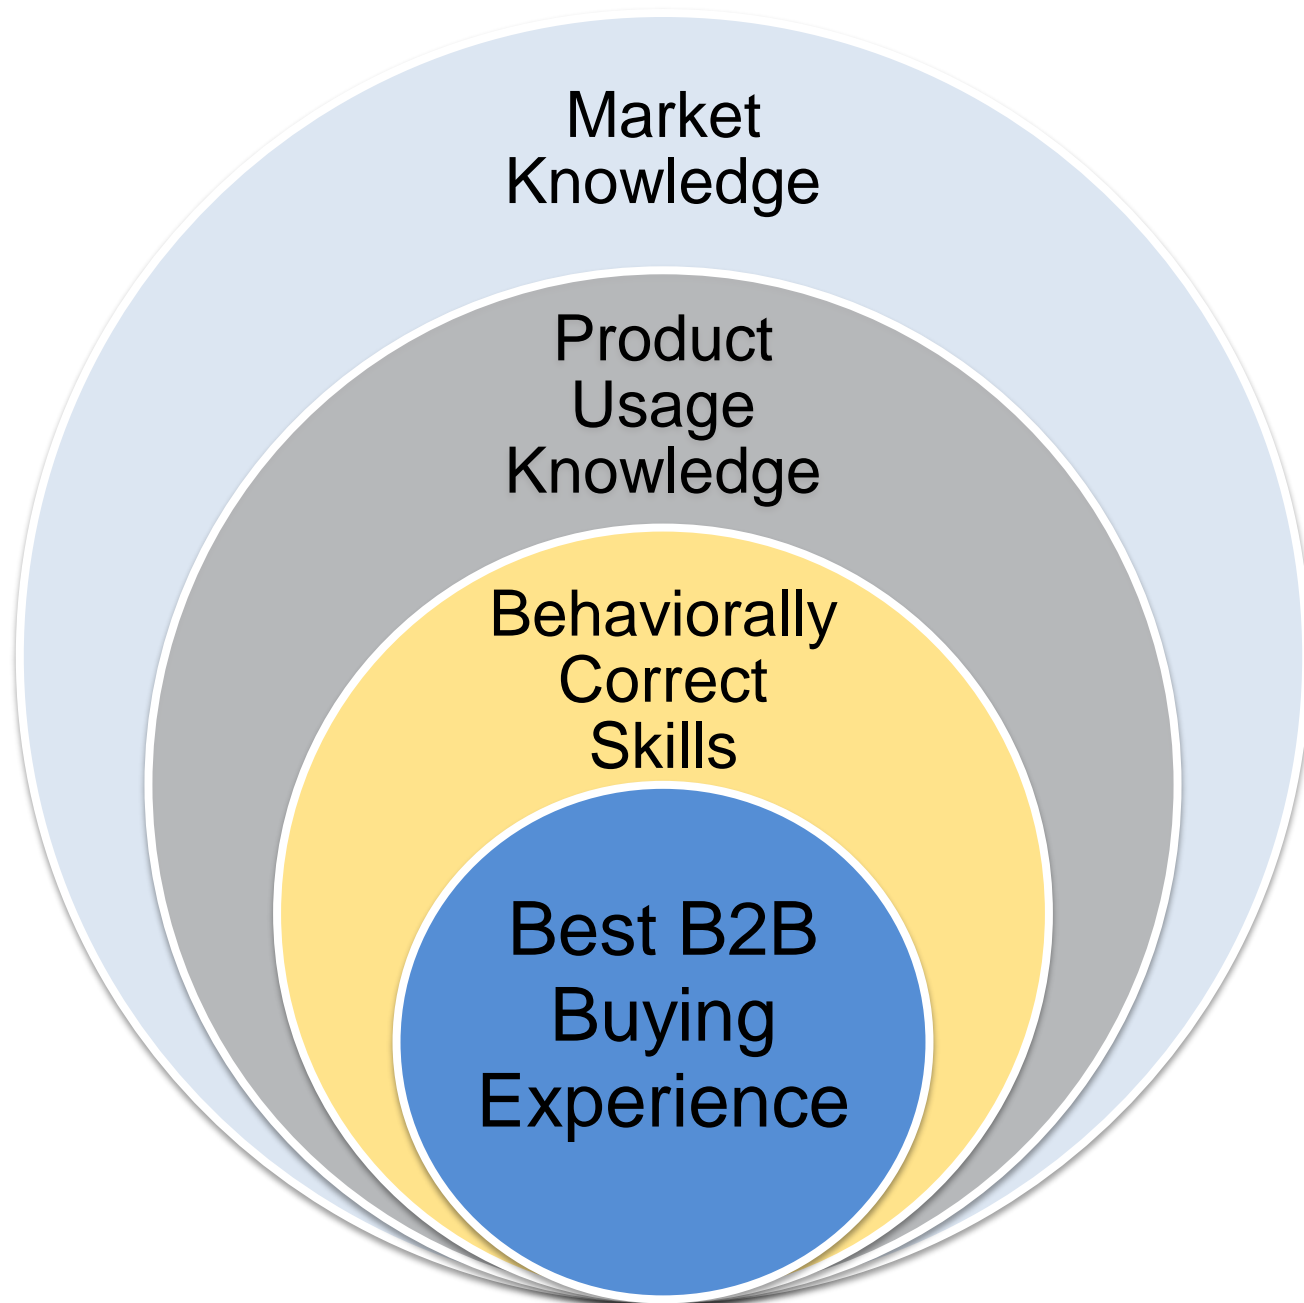 Market
Knowledge
Product
Usage
Knowledge
Behaviorally
Correct
Skills
Best B2B
Buying
Experience